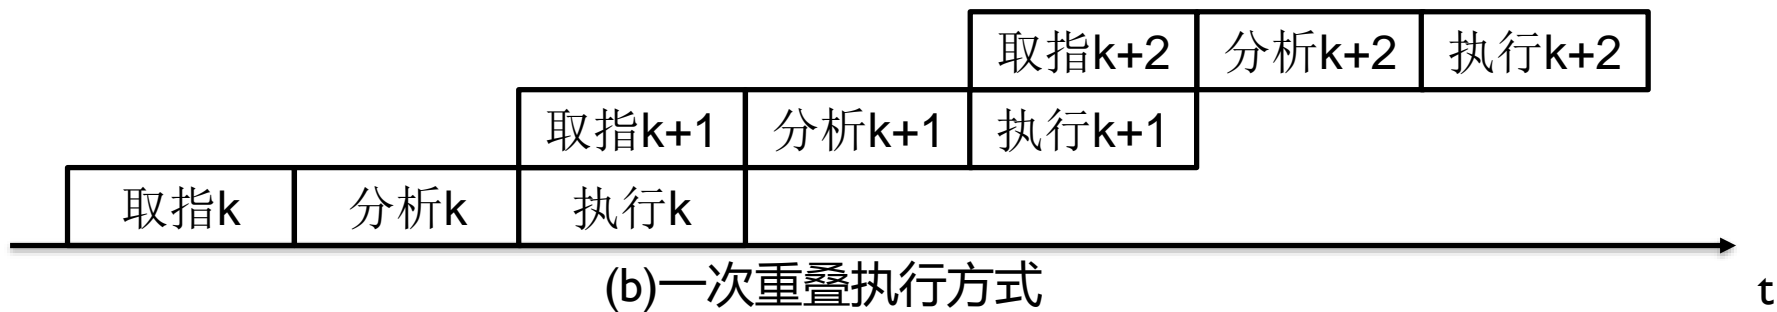 取指k+2 分析k+2 执行k+2
取指k+1 分析k+1 执行k+1
取指k 分析k 执行k
(b)一次重叠执行方式
t